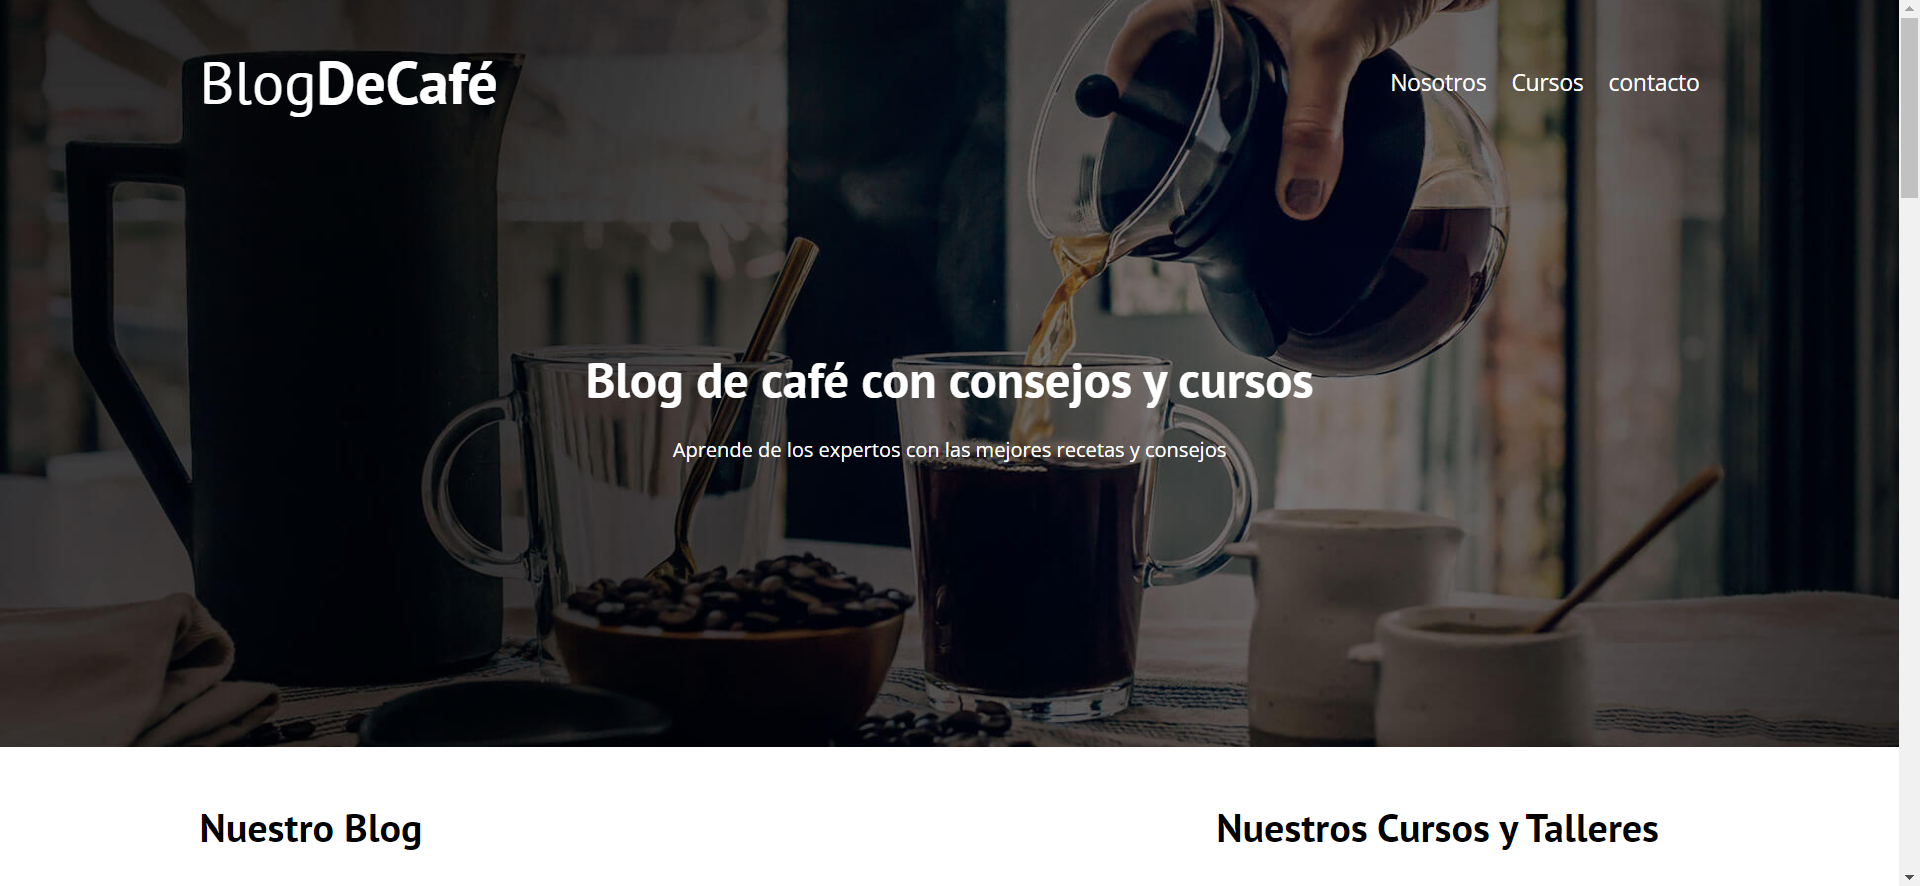 BlogDeCafé
Nosotros Cursos contacto
Blog de café con consejos y cursos
Aprende de los expertos con las mejores recetas y consejos
Nuestro Blog
Nuestros Cursos y Talleres